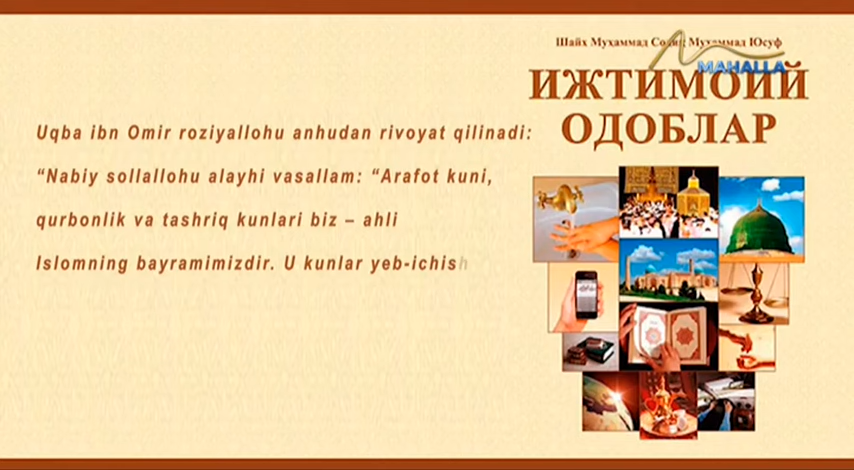 Шайх Муҳаммад Содиқ Муҳаммад Юсуф
MAHALLA
ИЖТИМОИЙ
ОДОБЛАР
Uqba ibn Omir roziyallohu anhudan rivoyat qilinadi:
“Nabiy sollallohu alayhi vasallam: “Arafot kuni,
qurbonlik va tashriq kunlari biz – ahli
Islomning bayramimizdir. U kunlar yeb-ichish